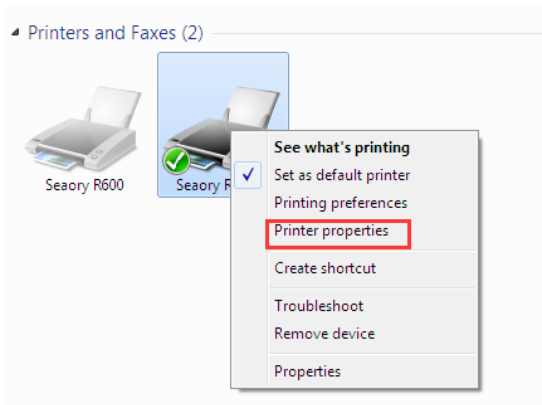 Printers and Faxes (2)
Seaory R600
Seaory
See what's printing
Set as default printer
Printing preferences
Printer properties
Create shortcut
Troubleshoot
Remove device
Properties